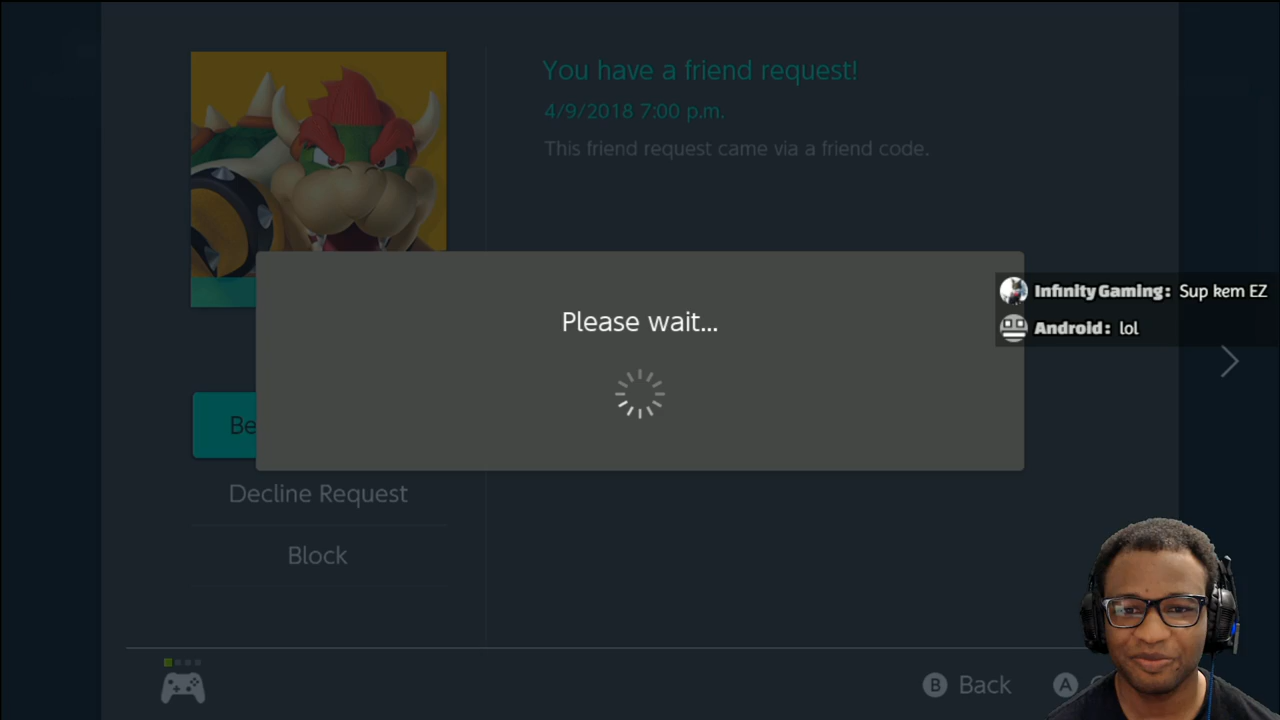 You have a friend request!
4/9/2018 7:00 p.m.
This friend request came via a friend code.
Please wait...
Infinity Gaming: Sup kem EZ
Android: lol
Be
Decline Request
Block
B Back
A